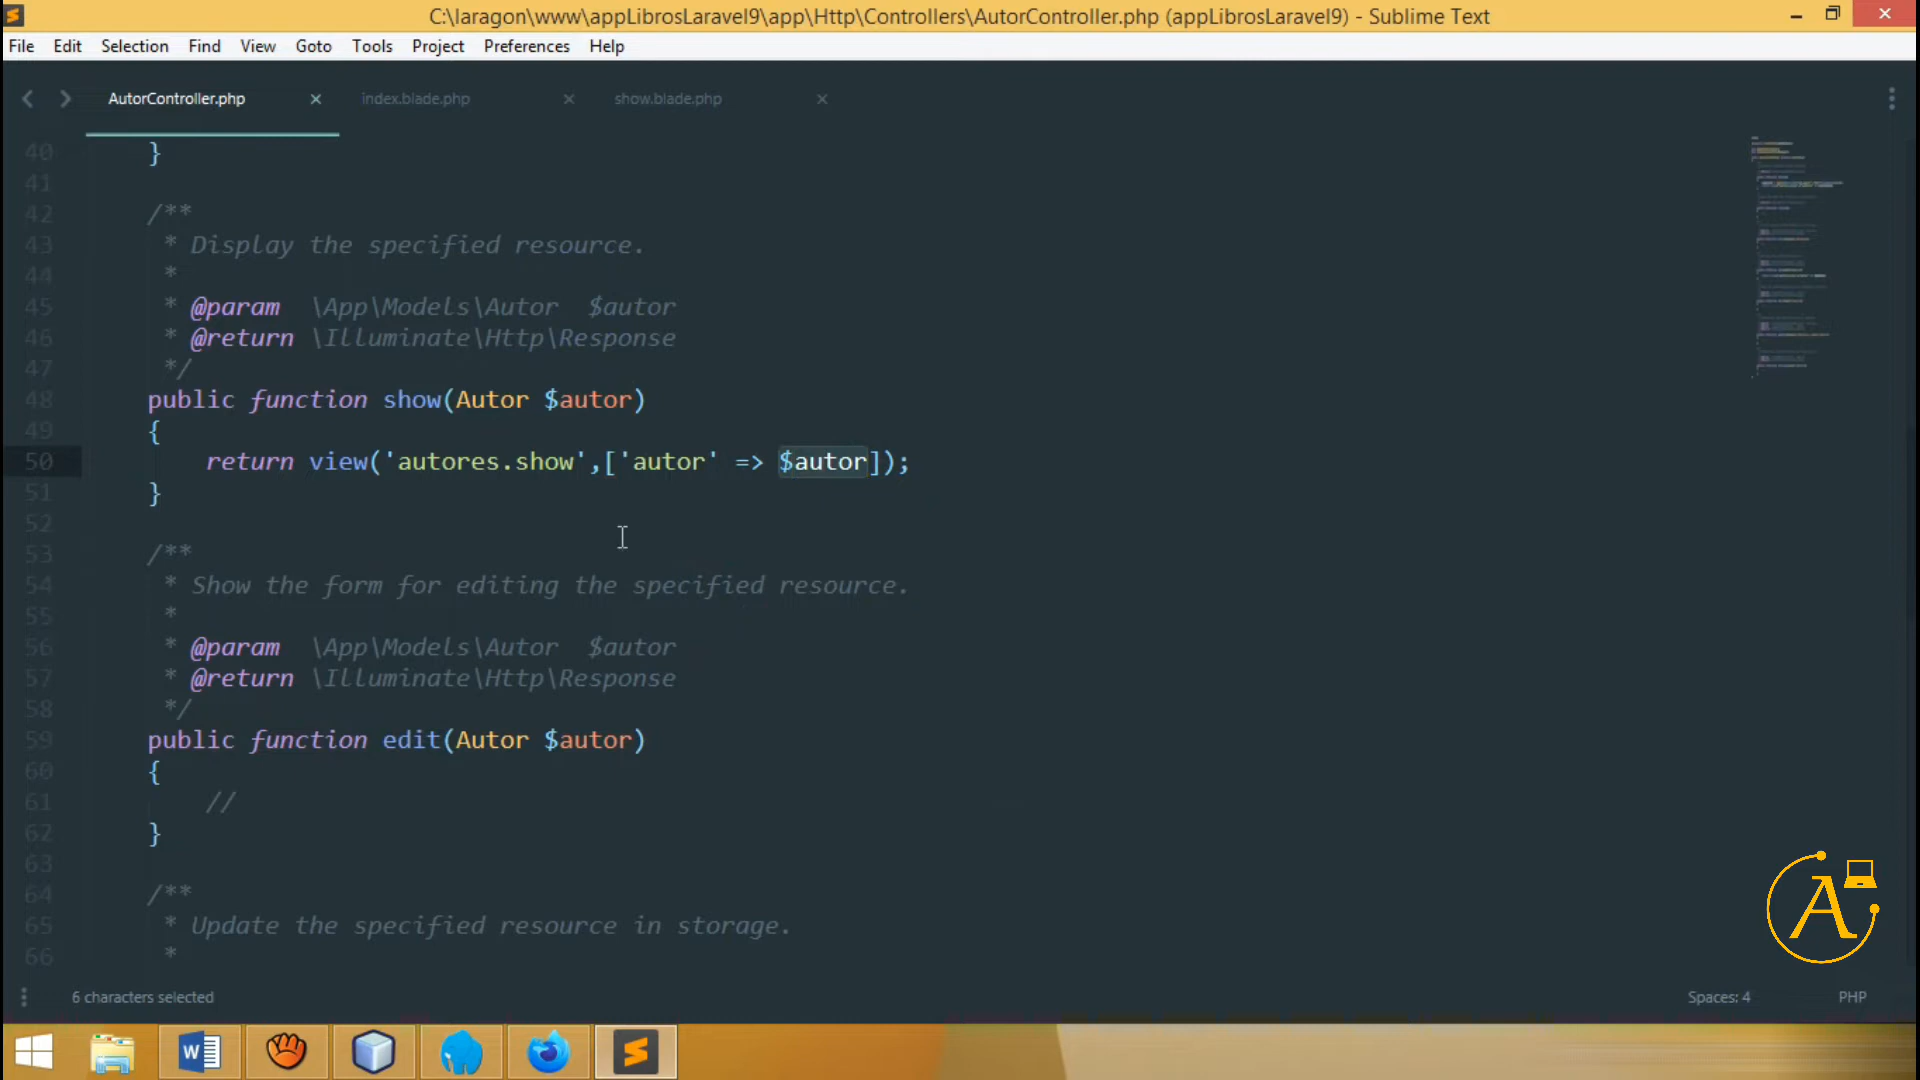 C:\laragon\www\appLibrosLaravel9\app\Http\Controllers\AutorController.php (appLibrosLaravel9) - Sublime Text
File Edit Selection Find View Goto Tools Project Preferences Help
AutorController.php index.blade.php show.blade.php
40 }
41
42 /**
43 * Display the specified resource.
44 *
45 * @param \App\Models\Autor $autor
46 * @return \Illuminate\Http\Response
47 */
48 public function show(Autor $autor)
49 {
50 return view('autores.show',['autor' => $autor]);
51 }
52
53 /**
54 * Show the form for editing the specified resource.
55 *
56 * @param \App\Models\Autor $autor
57 * @return \Illuminate\Http\Response
58 */
59 public function edit(Autor $autor)
60 {
61 //
62 }
63
64 /**
65 * Update the specified resource in storage.
66 *
6 characters selected Spaces: 4 PHP
A